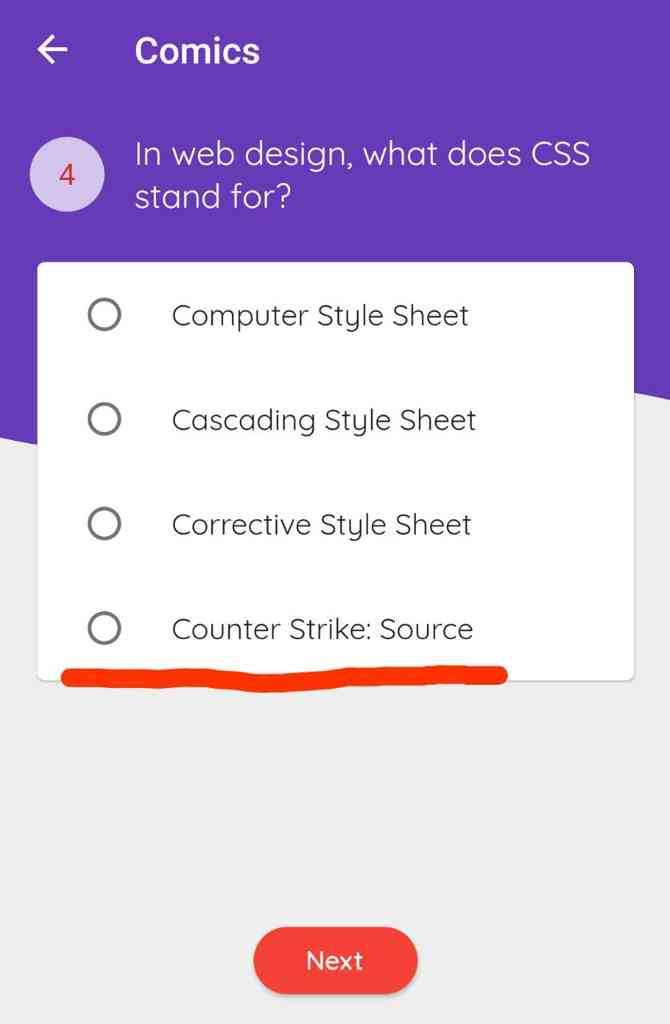 Comics
4
In web design, what does CSS
stand for?
Computer Style Sheet
Cascading Style Sheet
Corrective Style Sheet
Counter Strike: Source
Next